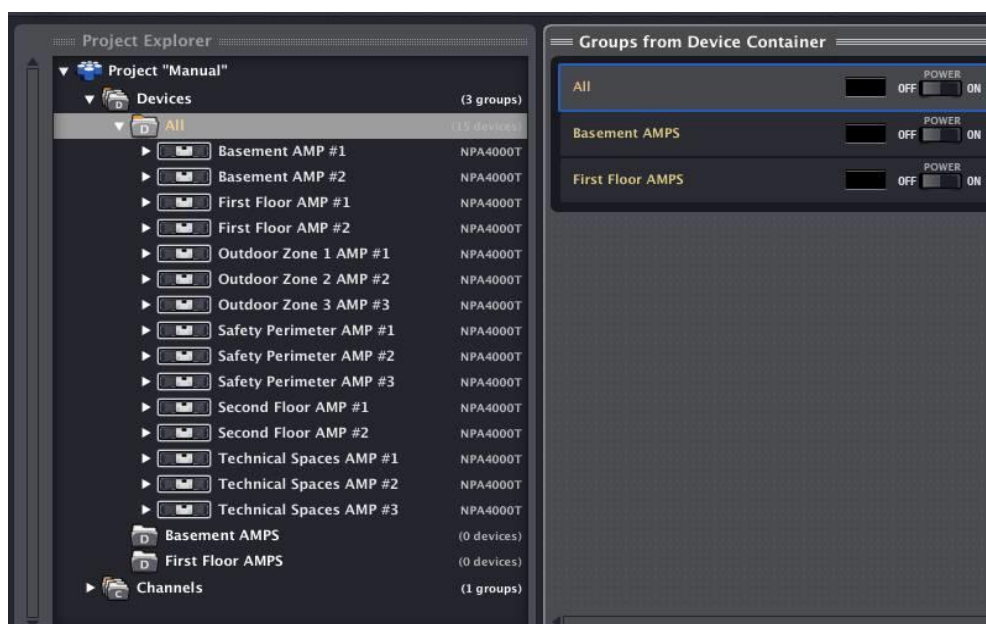 Project Explorer
Project "Manual"
Devices (3 groups)
All (15 devices)
Basement AMP #1 NPA4000T
Basement AMP #2 NPA4000T
First Floor AMP #1 NPA4000T
First Floor AMP #2 NPA4000T
Outdoor Zone 1 AMP #1 NPA4000T
Outdoor Zone 2 AMP #2 NPA4000T
Outdoor Zone 3 AMP #3 NPA4000T
Safety Perimeter AMP #1 NPA4000T
Safety Perimeter AMP #2 NPA4000T
Safety Perimeter AMP #3 NPA4000T
Second Floor AMP #1 NPA4000T
Second Floor AMP #2 NPA4000T
Technical Spaces AMP #1 NPA4000T
Technical Spaces AMP #2 NPA4000T
Technical Spaces AMP #3 NPA4000T
D Basement AMPS (0 devices)
D First Floor AMPS (0 devices)
C Channels (1 groups)
Groups from Device Container
POWER
All OFF ON
POWER
Basement AMPS OFF ON
POWER
First Floor AMPS OFF ON